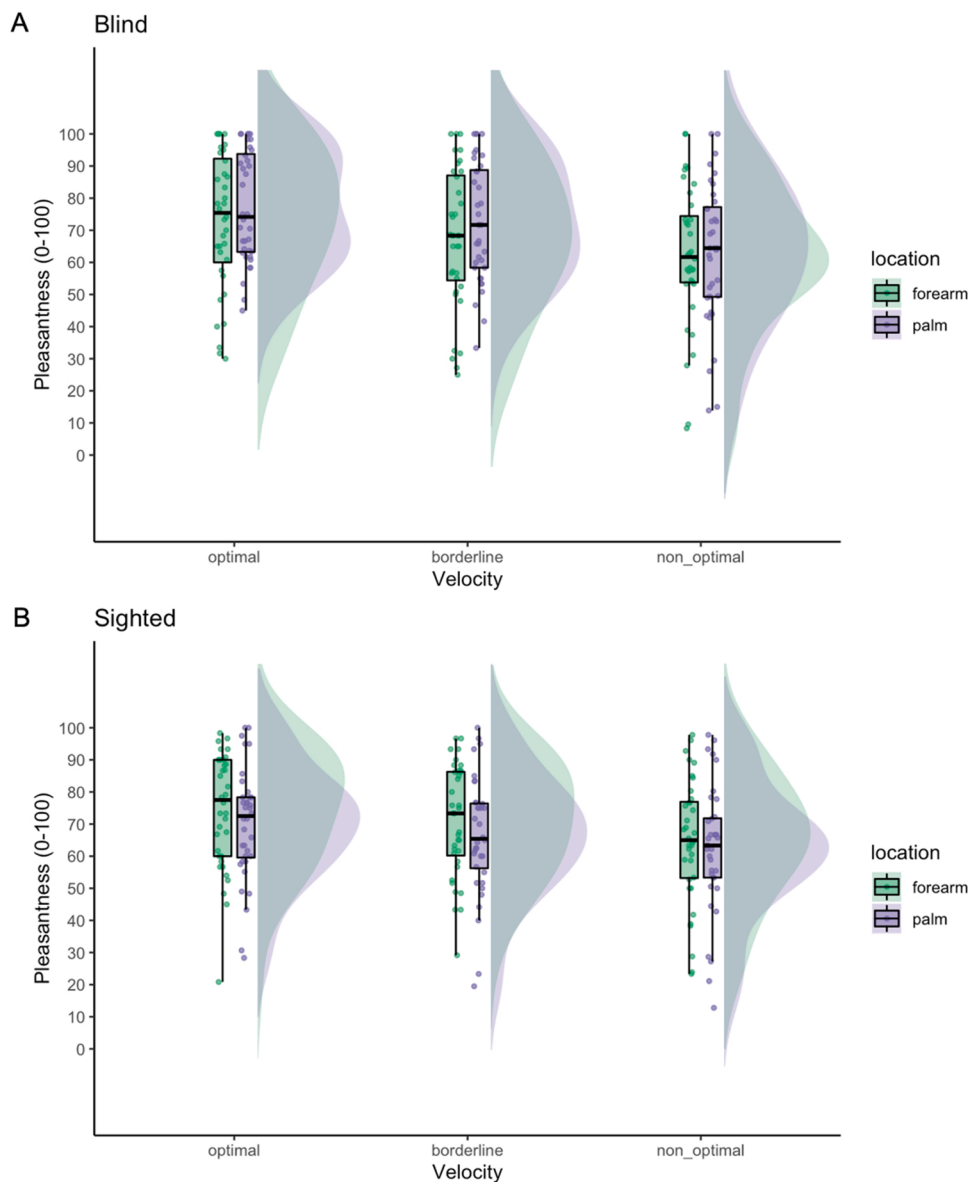 A
Blind
Pleasantness (0-100)
100
90
80
70
60
50
40
30
20
10
0
optimal borderline non_optimal
Velocity
location
forearm
palm
B
Sighted
Pleasantness (0-100)
100
90
80
70
60
50
40
30
20
10
0
optimal borderline non_optimal
Velocity
location
forearm
palm